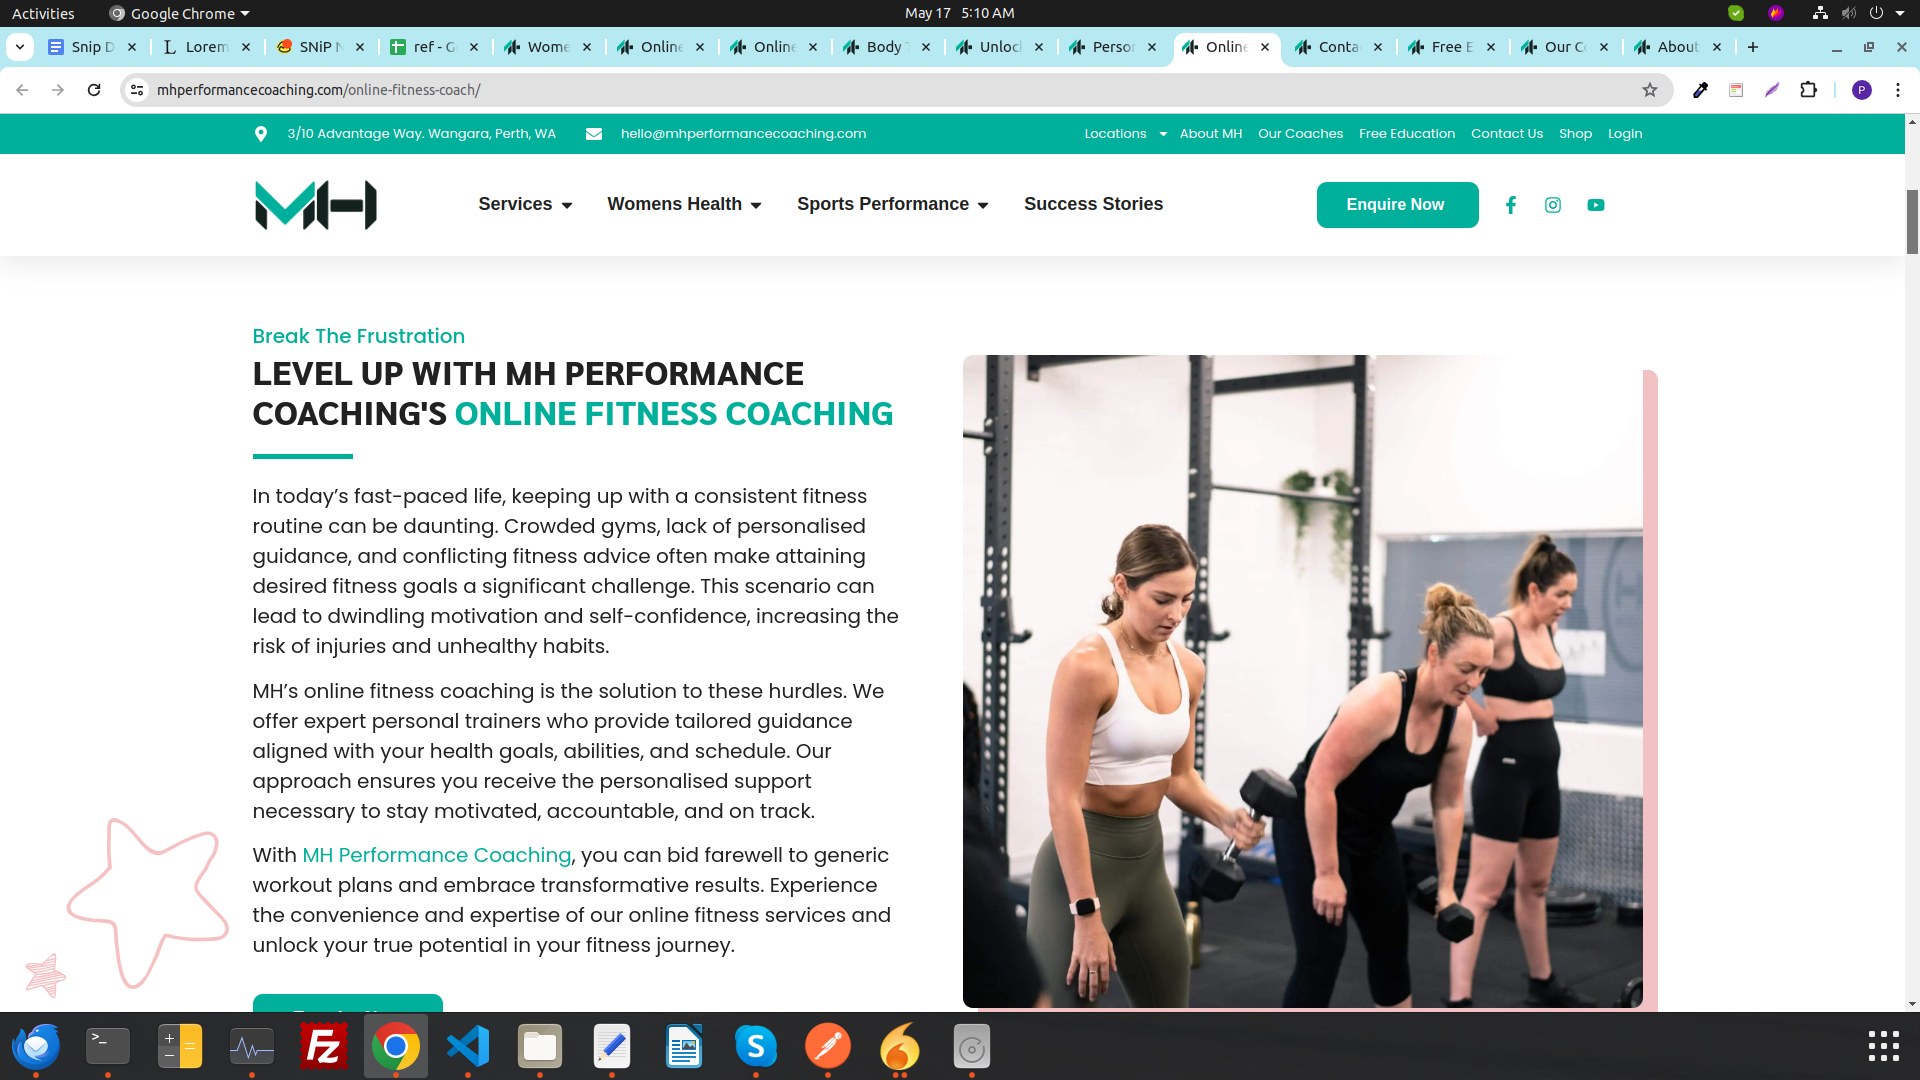 Activities
Google Chrome
May 17 5:10 AM
Snip D
Lorem
SNiP N
ref - G
Wome
Online
Online
Body T
Unlock
Person
Online
Conta
Free E
Our Co
About
mhperformancecoaching.com/online-fitness-coach/
P
3/10 Advantage Way. Wangara, Perth, WA
hello@mhperformancecoaching.com
Locations
About MH
Our Coaches
Free Education
Contact Us
Shop
Login
MH
Services
Womens Health
Sports Performance
Success Stories
Enquire Now
Break The Frustration
LEVEL UP WITH MH PERFORMANCE
COACHING'S ONLINE FITNESS COACHING
In today’s fast-paced life, keeping up with a consistent fitness
routine can be daunting. Crowded gyms, lack of personalised
guidance, and conflicting fitness advice often make attaining
desired fitness goals a significant challenge. This scenario can
lead to dwindling motivation and self-confidence, increasing the
risk of injuries and unhealthy habits.
MH’s online fitness coaching is the solution to these hurdles. We
offer expert personal trainers who provide tailored guidance
aligned with your health goals, abilities, and schedule. Our
approach ensures you receive the personalised support
necessary to stay motivated, accountable, and on track.
With MH Performance Coaching, you can bid farewell to generic
workout plans and embrace transformative results. Experience
the convenience and expertise of our online fitness services and
unlock your true potential in your fitness journey.